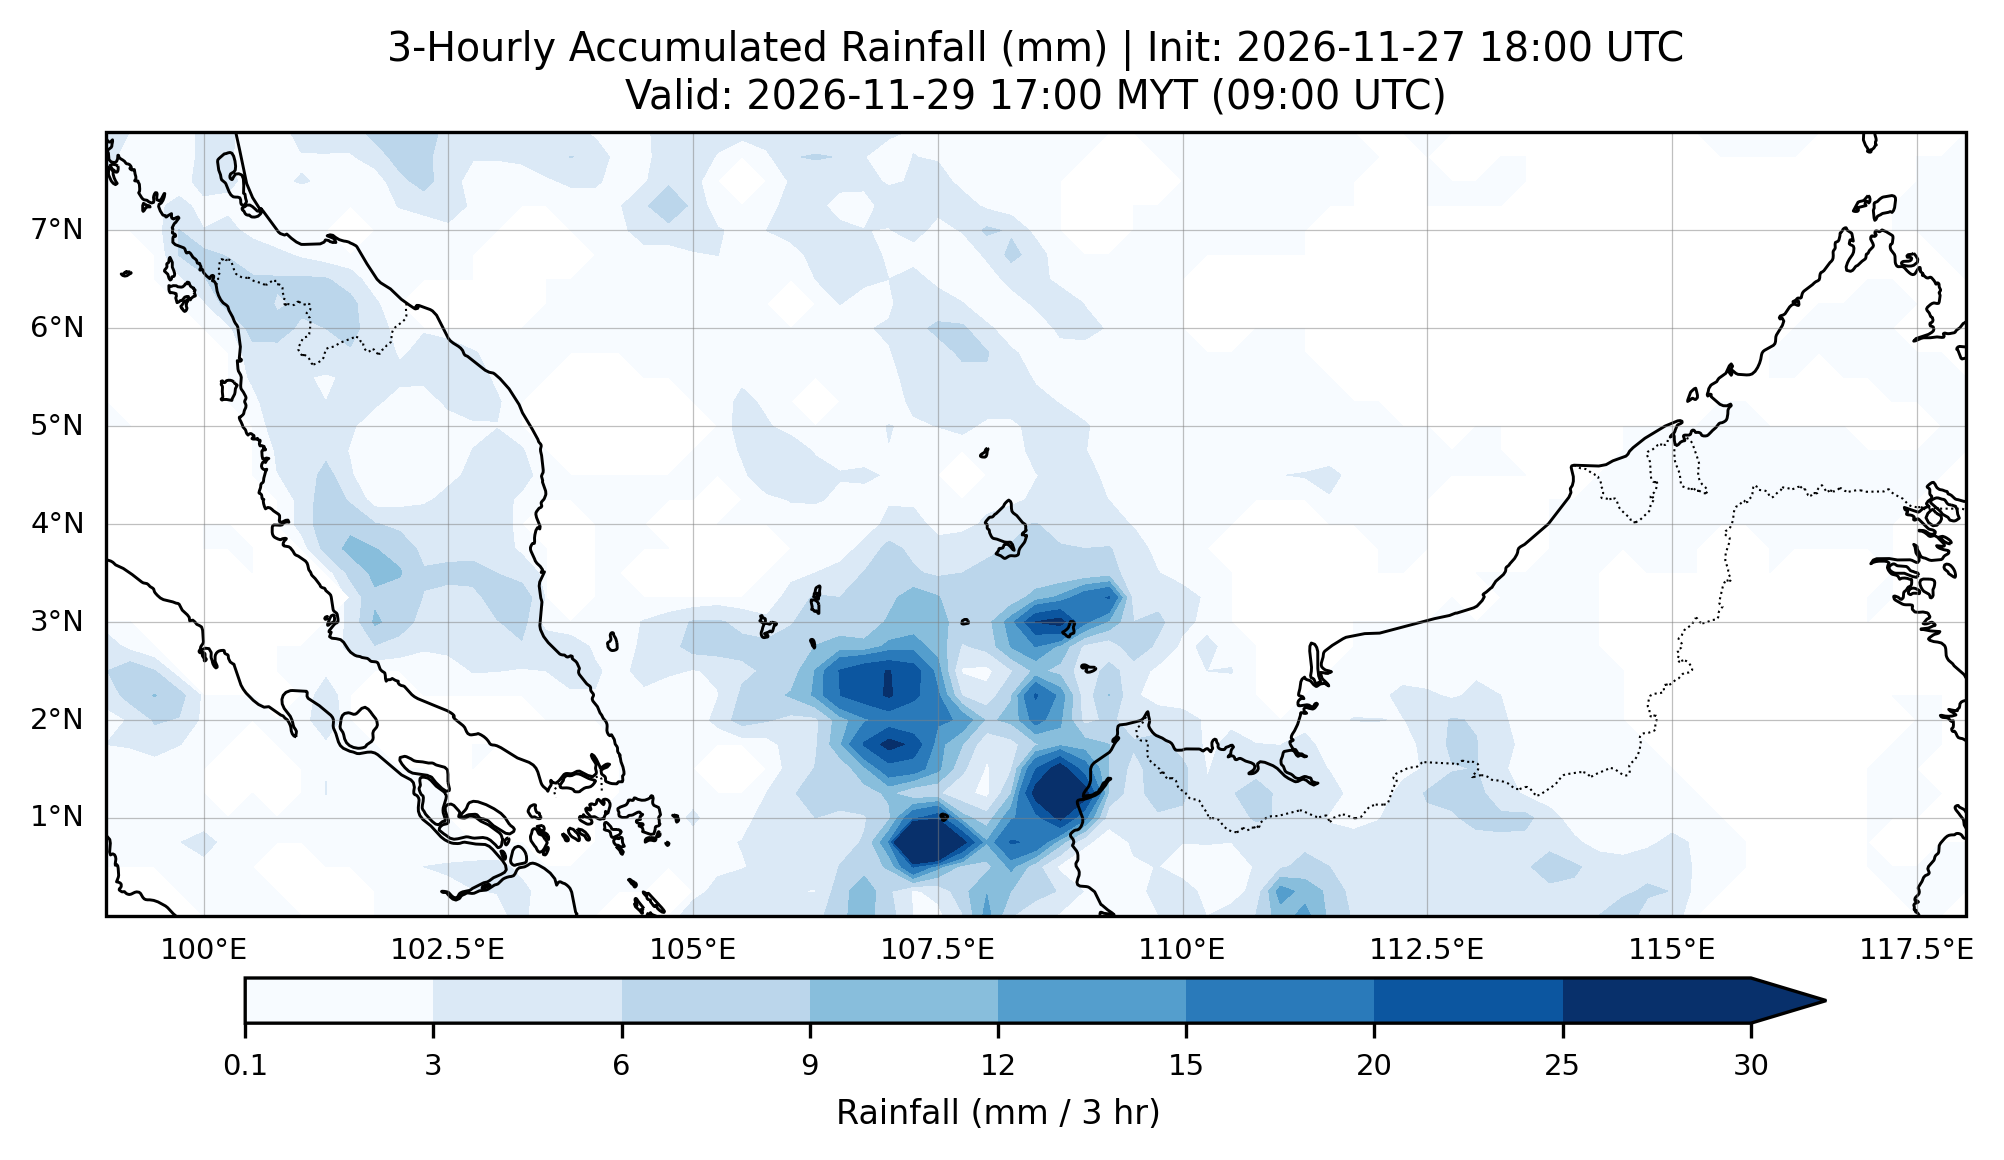 3-Hourly Accumulated Rainfall (mm) | Init: 2026-11-27 18:00 UTC
Valid: 2026-11-29 17:00 MYT (09:00 UTC)
7°N
6°N
5°N
4°N
3°N
2°N
1°N
100°E 102.5°E 105°E 107.5°E 110°E 112.5°E 115°E 117.5°E
0.1 3 6 9 12 15 20 25 30
Rainfall (mm / 3 hr)